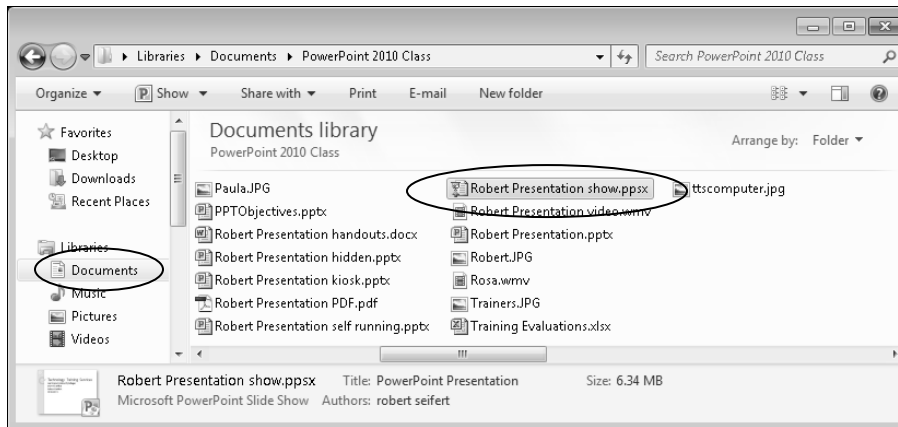 Libraries Documents PowerPoint 2010 Class Search PowerPoint 2010 Class
Organize Show Share with Print E-mail New folder
Favorites
Desktop
Downloads
Recent Places
Libraries
Documents
Music
Pictures
Videos
Documents library
PowerPoint 2010 Class
Arrange by: Folder
Paula.JPG
PPTObjectives.pptx
Robert Presentation handouts.docx
Robert Presentation hidden.pptx
Robert Presentation kiosk.pptx
Robert Presentation PDF.pdf
Robert Presentation self running.pptx
Robert Presentation show.ppsx
Robert Presentation video.wmv
Robert Presentation.pptx
Robert.JPG
Rosa.wmv
Trainers.JPG
Training Evaluations.xlsx
ttscomputer.jpg
Robert Presentation show.ppsx Title: PowerPoint Presentation Size: 6.34 MB
Microsoft PowerPoint Slide Show Authors: robert seifert